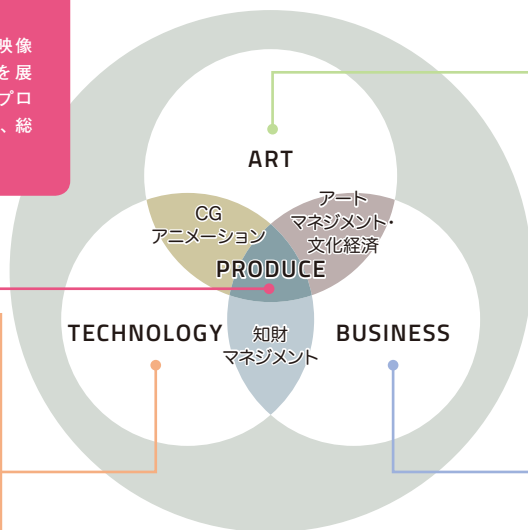 映像
を展
プロ
、総
ART
CG
アニメーション
アート
マネジメント・
文化経済
PRODUCE
TECHNOLOGY
知財
マネジメント
BUSINESS